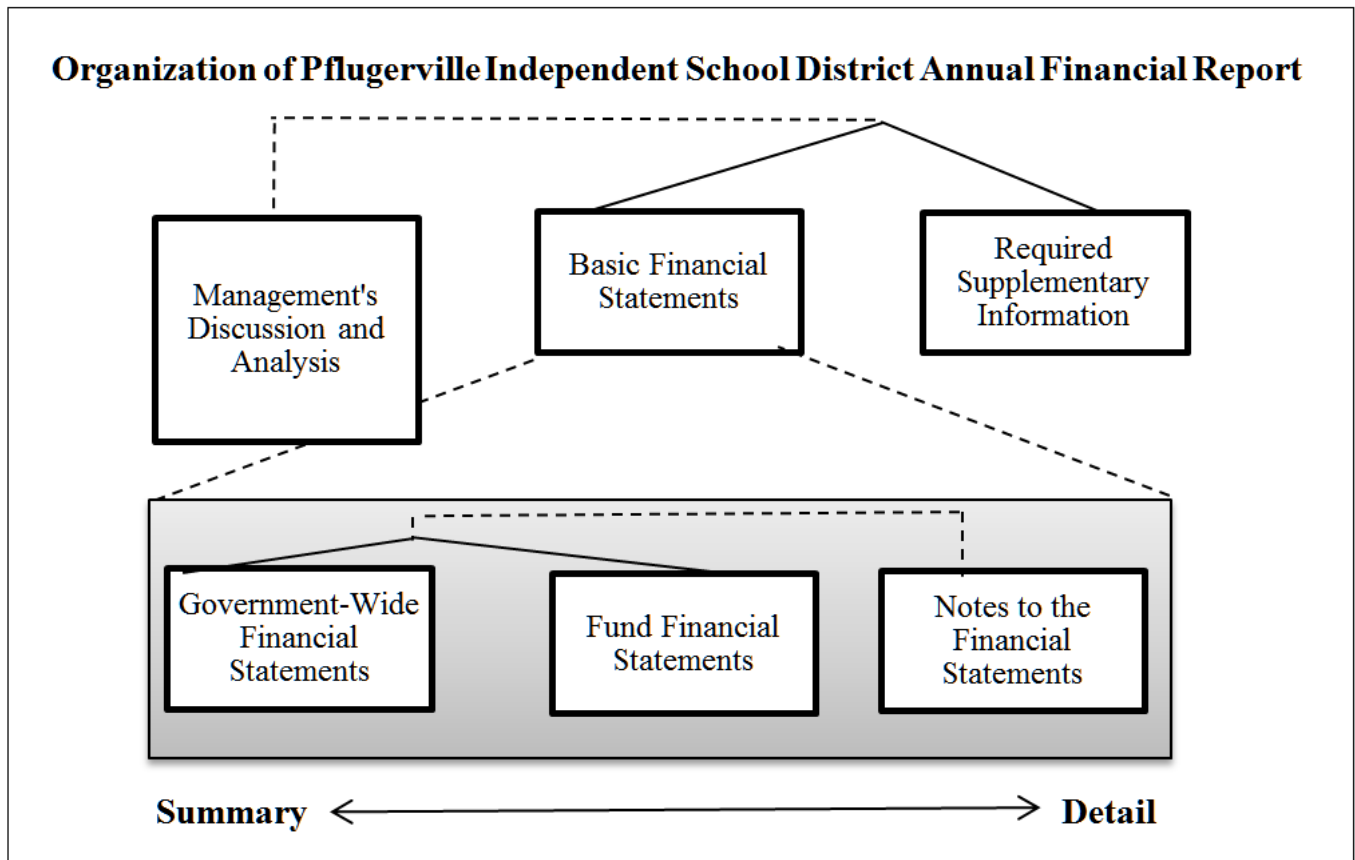 Organization of Pflugerville Independent School District Annual Financial Report
Management's
Discussion and
Analysis
Basic Financial
Statements
Required
Supplementary
Information
Government-Wide
Financial
Statements
Fund Financial
Statements
Notes to the
Financial
Statements
Summary
Detail